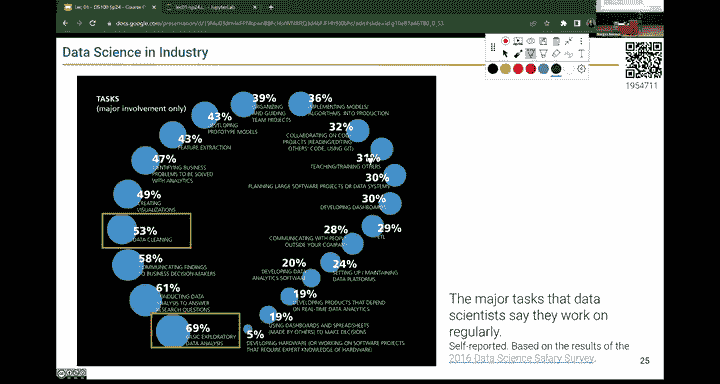 Data Science in Industry
1954711
TASKS
(major involvement only)
39%
ORGANIZING
AND GUIDING
TEAM PROJECTS
36%
IMPLEMENTING MODELS/
ALGORITHMS INTO PRODUCTION
43%
DEVELOPING
PROTOTYPE MODELS
32%
COLLABORATING ON CODE
PROJECTS (READING/EDITING
OTHERS' CODE, USING GIT)
43%
FEATURE EXTRACTION
31%
TEACHING/TRAINING OTHERS
47%
IDENTIFYING BUSINESS
PROBLEMS TO BE SOLVED
WITH ANALYTICS
30%
PLANNING LARGE SOFTWARE PROJECTS OR DATA SYSTEMS
49%
CREATING
VISUALIZATIONS
30%
DEVELOPING DASHBOARDS
53%
DATA CLEANING
29%
ETL
28%
COMMUNICATING WITH PEOPLE
OUTSIDE YOUR COMPANY
58%
COMMUNICATING FINDINGS
TO BUSINESS DECISION-MAKERS
24%
SETTING UP / MAINTAINING
DATA PLATFORMS
20%
DEVELOPING DATA
ANALYTICS SOFTWARE
61%
CONDUCTING DATA
ANALYSIS TO ANSWER
RESEARCH QUESTIONS
19%
DEVELOPING PRODUCTS THAT DEPEND
ON REAL-TIME DATA ANALYTICS
19%
USING DASHBOARDS AND SPREADSHEETS
(MADE BY OTHERS) TO MAKE DECISIONS
69%
BASIC EXPLORATORY
DATA ANALYSIS
5%
DEVELOPING HARDWARE (OR WORKING ON SOFTWARE PROJECTS
THAT REQUIRE EXPERT KNOWLEDGE OF HARDWARE)
The major tasks that data
scientists say they work on
regularly.
Self-reported. Based on the results of the
2016 Data Science Salary Survey.
25